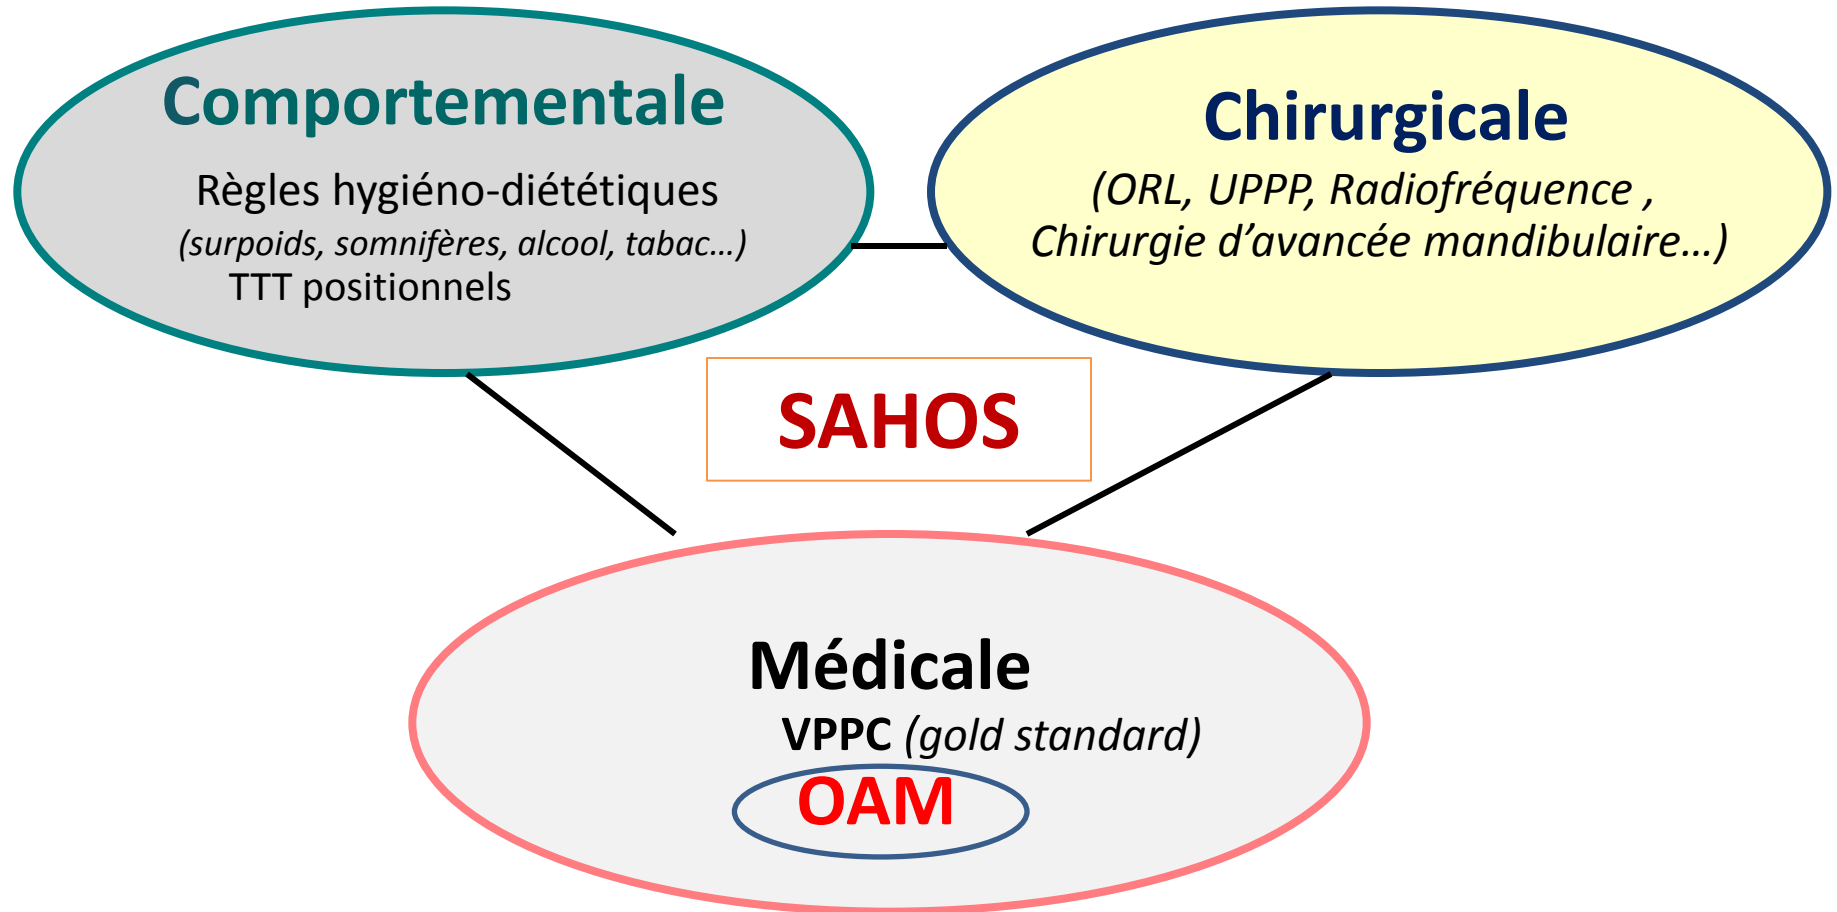 Comportementale
Règles hygiéno-diététiques
(surpoids, somnifères, alcool, tabac...)
TTT positionnels
Chirurgicale
(ORL, UPPP, Radiofréquence ,
Chirurgie d'avancée mandibulaire...)
SAHOS
Médicale
VPPC (gold standard)
OAM